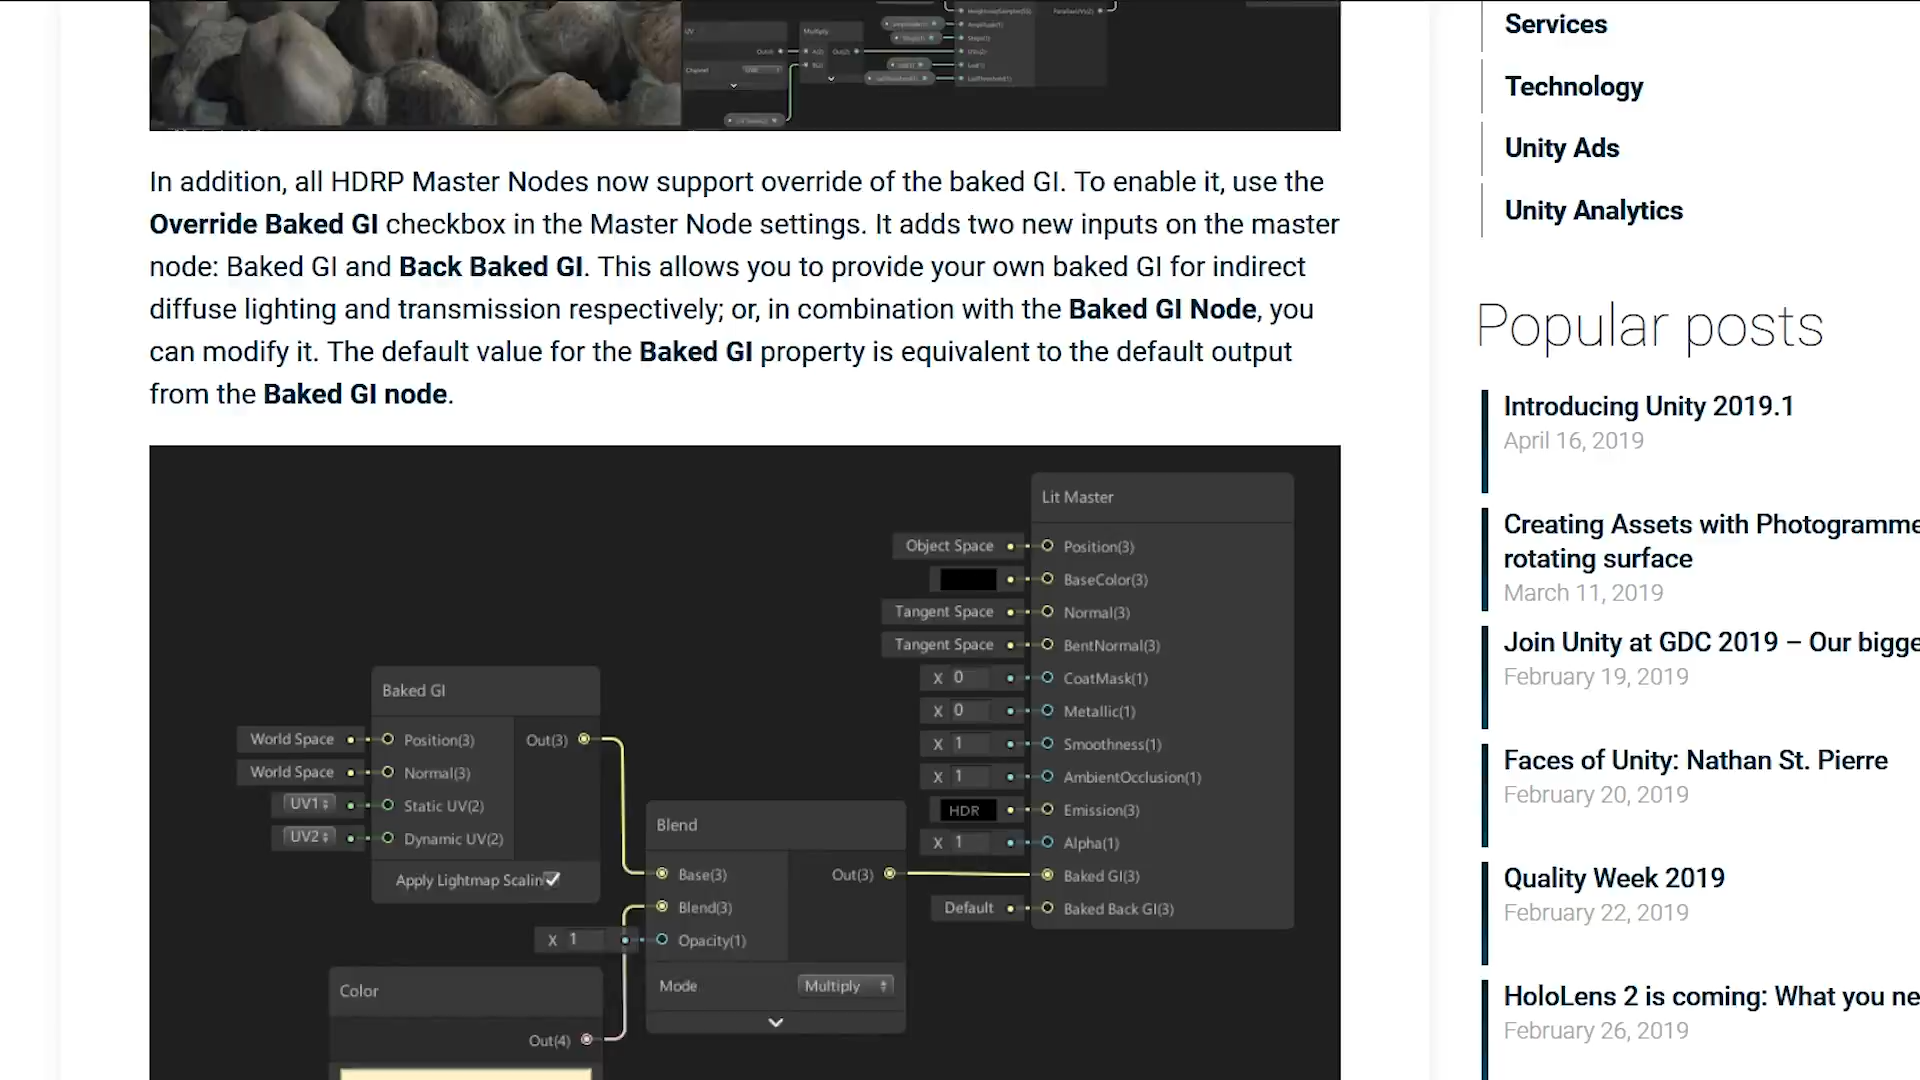 UV
Multiply
Out(2)
Channel
In addition, all HDRP Master Nodes now support override of the baked GI. To enable it, use the
Override Baked GI checkbox in the Master Node settings. It adds two new inputs on the master
node: Baked GI and Back Baked GI. This allows you to provide your own baked GI for indirect
diffuse lighting and transmission respectively; or, in combination with the Baked GI Node, you
can modify it. The default value for the Baked GI property is equivalent to the default output
from the Baked GI node.
Baked GI
World Space
Position(3)
Out(3)
World Space
Normal(3)
UV1
Static UV(2)
UV2
Dynamic UV(2)
Apply Lightmap Scalin
Blend
Base(3)
Out(3)
Blend(3)
X 1
Opacity(1)
Mode
Multiply
Color
Out(4)
Lit Master
Object Space
Position(3)
BaseColor(3)
Tangent Space
Normal(3)
Tangent Space
BentNormal(3)
X 0
CoatMask(1)
X 0
Metallic(1)
X 1
Smoothness(1)
X 1
AmbientOcclusion(1)
HDR
Emission(3)
X 1
Alpha(1)
Baked GI(3)
Default
Baked Back GI(3)
Services
Technology
Unity Ads
Unity Analytics
Popular posts
Introducing Unity 2019.1
April 16, 2019
Creating Assets with Photogramme
rotating surface
March 11, 2019
Join Unity at GDC 2019 – Our bigge
February 19, 2019
Faces of Unity: Nathan St. Pierre
February 20, 2019
Quality Week 2019
February 22, 2019
HoloLens 2 is coming: What you ne
February 26, 2019